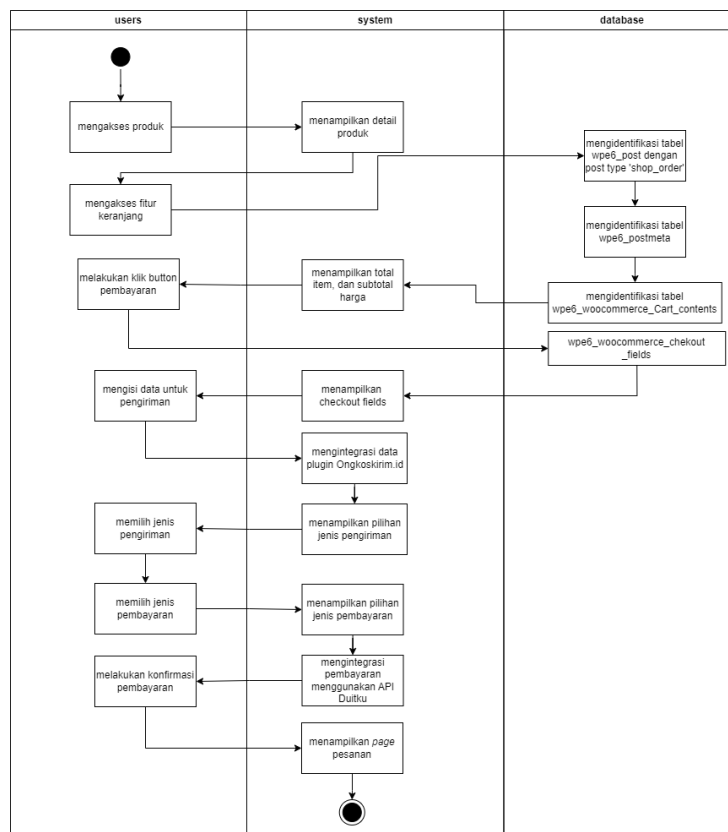 users
system
database
mengakses produk
menampilkan detail
produk
mengidentifikasi tabel
wpe6_post dengan
post type 'shop_order'
mengakses fitur
keranjang
mengidentifikasi tabel
wpe6_postmeta
melakukan klik button
pembayaran
menampilkan total
item, dan subtotal
harga
mengidentifikasi tabel
wpe6_woocommerce_Cart_contents
wpe6_woocommerce_chekout
_fields
mengisi data untuk
pengiriman
menampilkan
checkout fields
mengintegrasi data
plugin Ongkoskirim.id
memilih jenis
pengiriman
menampilkan pilihan
jenis pengiriman
memilih jenis
pembayaran
menampilkan pilihan
jenis pembayaran
melakukan konfirmasi
pembayaran
mengintegrasi
pembayaran
menggunakan API
Duitku
menampilkan page
pesanan